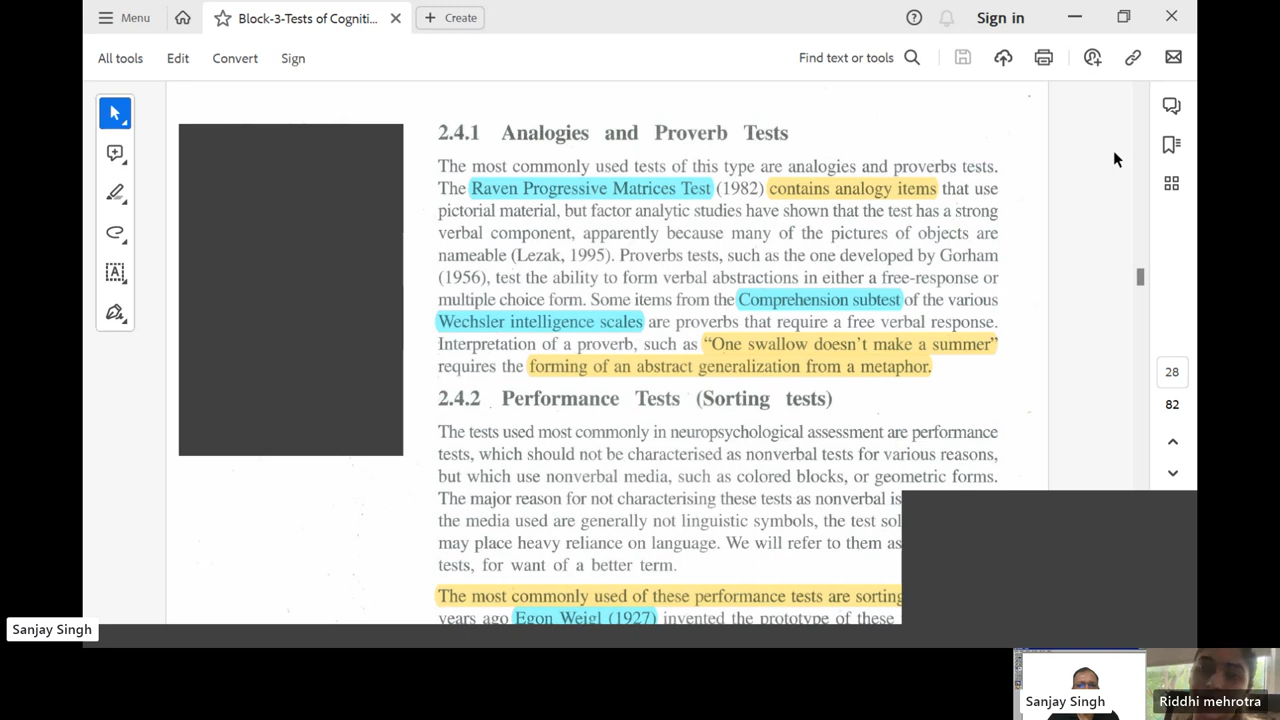 Menu
Block-3-Tests of Cogniti...
Create
Sign in
All tools
Edit
Convert
Sign
Find text or tools
2.4.1 Analogies and Proverb Tests
The most commonly used tests of this type are analogies and proverbs tests.
The Raven Progressive Matrices Test (1982) contains analogy items that use
pictorial material, but factor analytic studies have shown that the test has a strong
verbal component, apparently because many of the pictures of objects are
nameable (Lezak, 1995). Proverbs tests, such as the one developed by Gorham
(1956), test the ability to form verbal abstractions in either a free-response or
multiple choice form. Some items from the Comprehension subtest of the various
Wechsler intelligence scales are proverbs that require a free verbal response.
Interpretation of a proverb, such as “One swallow doesn’t make a summer”
requires the forming of an abstract generalization from a metaphor.
2.4.2 Performance Tests (Sorting tests)
The tests used most commonly in neuropsychological assessment are performance
tests, which should not be characterised as nonverbal tests for various reasons,
but which use nonverbal media, such as colored blocks, or geometric forms.
The major reason for not characterising these tests as nonverbal is
the media used are generally not linguistic symbols, the test sol
may place heavy reliance on language. We will refer to them as
tests, for want of a better term.
The most commonly used of these performance tests are sorting
years ago Egon Weigl (1927) invented the prototype of these
28
82
Sanjay Singh
Sanjay Singh
Riddhi mehrotra